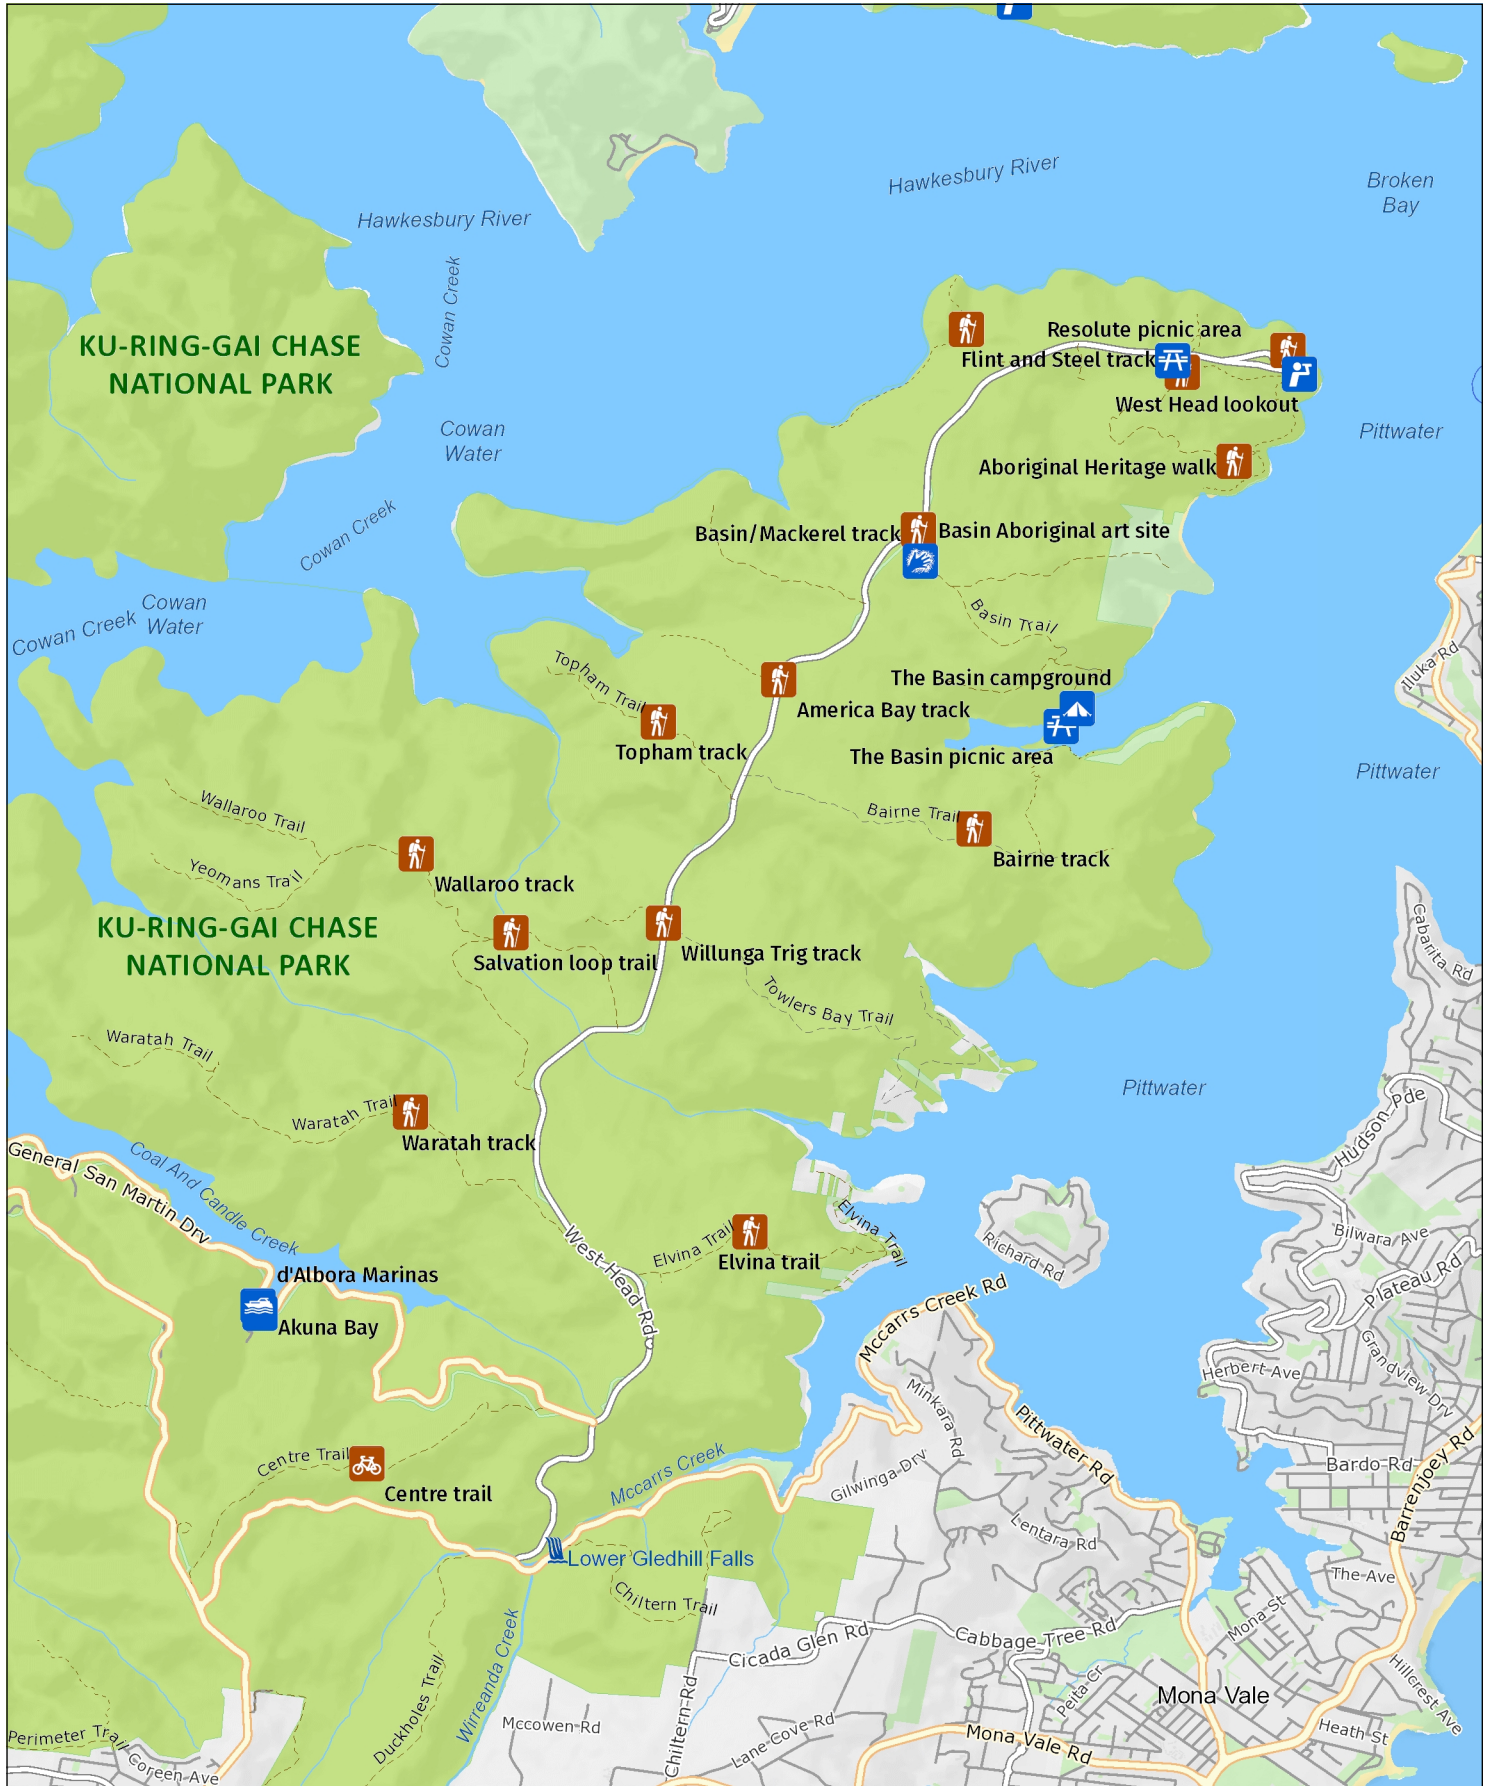 Hawkesbury River
Broken
Bay
Hawkesbury River
Cowan Creek
KU-RING-GAI CHASE
NATIONAL PARK
Resolute picnic area
Flint and Steel track
West Head lookout
Cowan
Water
Pittwater
Aboriginal Heritage walk
Cowan Creek
Basin/Mackerel track
Basin Aboriginal art site
Cowan
Water
Cowan Creek
Basin Trail
Iluka Rd
Topham Trail
The Basin campground
America Bay track
Topham track
The Basin picnic area
Pittwater
Wallaroo Trail
Bairne Trail
Bairne track
Yeomans Trail
Wallaroo track
KU-RING-GAI CHASE
NATIONAL PARK
Salvation loop trail
Willunga Trig track
Cabarita Rd
Towlers Bay Trail
Waratah Trail
Pittwater
Waratah Trail
Waratah track
Hudson Pde
General San Martin Drv
Coal And Candle Creek
Elvina Trail
Elvina trail
Elvina Trail
West Head Rd
Richard Rd
Bilwara Ave
Plateau Rd
d'Albora Marinas
Akuna Bay
Mccarrs Creek Rd
Herbert Ave
Grandview Drv
Minkara Rd
Pittwater Rd
Centre Trail
Centre trail
Mccarrs Creek
Gilwinga Drv
Bardo Rd
Barrenjoey Rd
Lentara Rd
Lower Gledhill Falls
Chiltern Trail
The Ave
Mona St
Cicada Glen Rd
Cabbage Tree Rd
Wirreanda Creek
Duckholes Trail
Peita Cr
Mona Vale
Hillcrest Ave
Chiltern Rd
Mccowen Rd
Lane Cove Rd
Mona Vale Rd
Heath St
Perimeter Trail
Coreen Ave